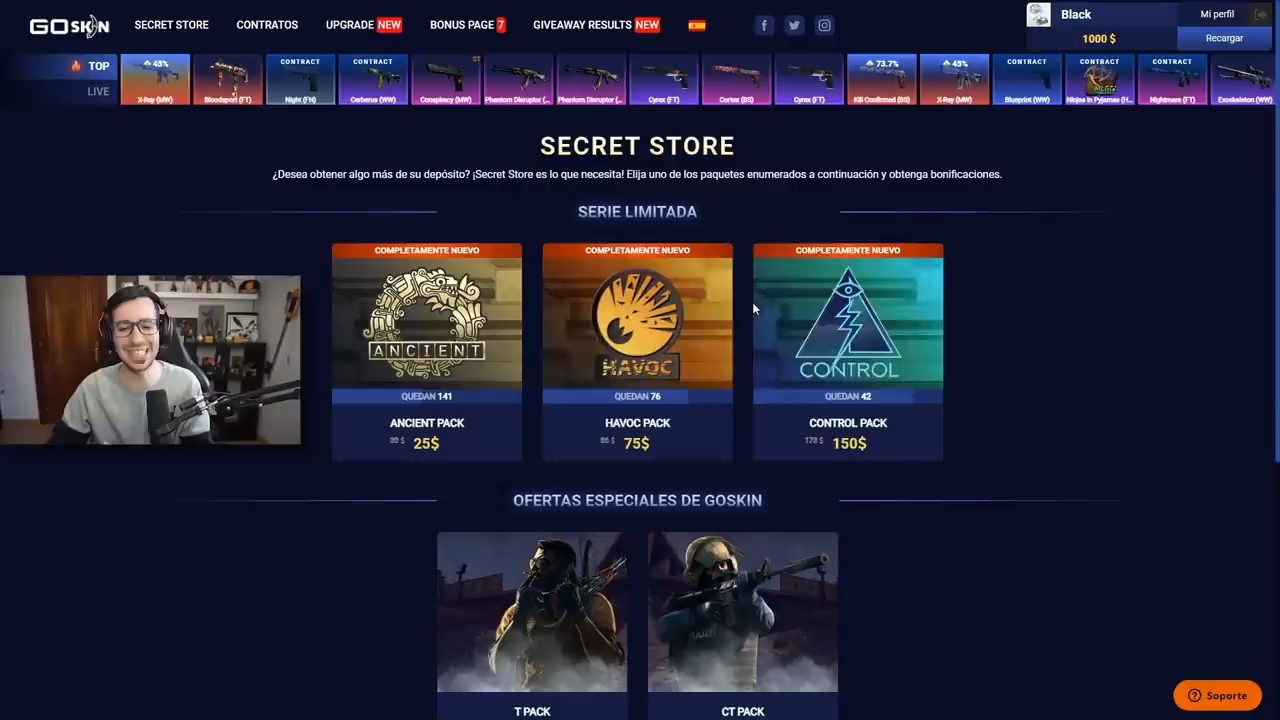 GOSKIN
SECRET STORE
CONTRATOS
UPGRADE NEW
BONUS PAGE 7
GIVEAWAY RESULTS NEW
Black
1000 $
Mi perfil
Recargar
TOP
LIVE
45%
X-Ray (MW)
Bloodsport (FT)
CONTRACT
Night (FN)
CONTRACT
Cerberus (WW)
ST
Conspiracy (MW)
Phantom Disruptor (...
Phantom Disruptor (...
Cyrex (FT)
Cortex (BS)
Cyrex (FT)
73.7%
Kill Confirmed (BS)
45%
X-Ray (MW)
CONTRACT
Blueprint (WW)
CONTRACT
Ninjas in Pyjamas (H...
CONTRACT
Nightmare (FT)
Exoskeleton (WW)
SECRET STORE
¿Desea obtener algo más de su depósito? ¡Secret Store es lo que necesita! Elija uno de los paquetes enumerados a continuación y obtenga bonificaciones.
SERIE LIMITADA
COMPLETAMENTE NUEVO
ANCIENT
QUEDAN 141
ANCIENT PACK
25$
COMPLETAMENTE NUEVO
HAVOC
QUEDAN 76
HAVOC PACK
75$
COMPLETAMENTE NUEVO
CONTROL
QUEDAN 42
CONTROL PACK
150$
OFERTAS ESPECIALES DE GOSKIN
T PACK
POLIZEI
CT PACK
Soporte